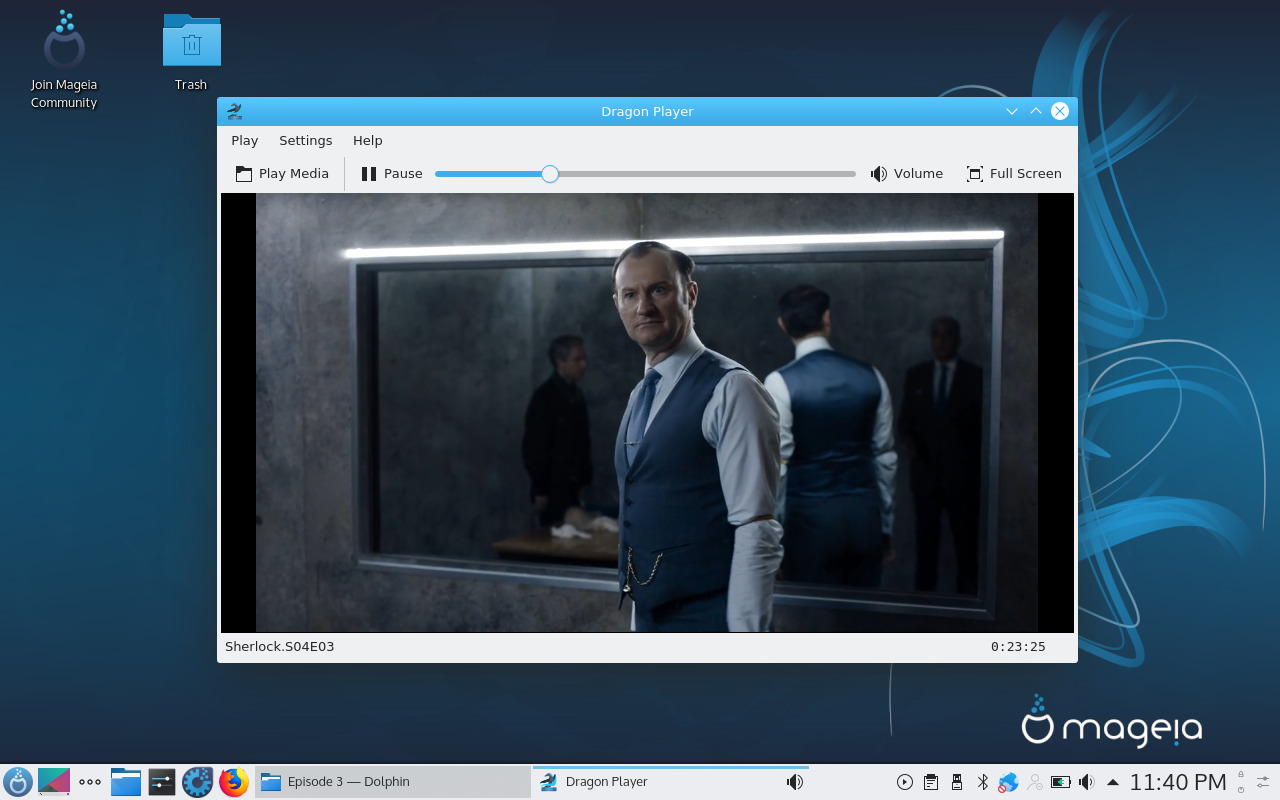 Join Mageia
Community
Trash
Dragon Player
Play Settings Help
Play Media Pause Volume Full Screen
Sherlock.S04E03 0:23:25
mageia
Episode 3 — Dolphin Dragon Player 11:40 PM